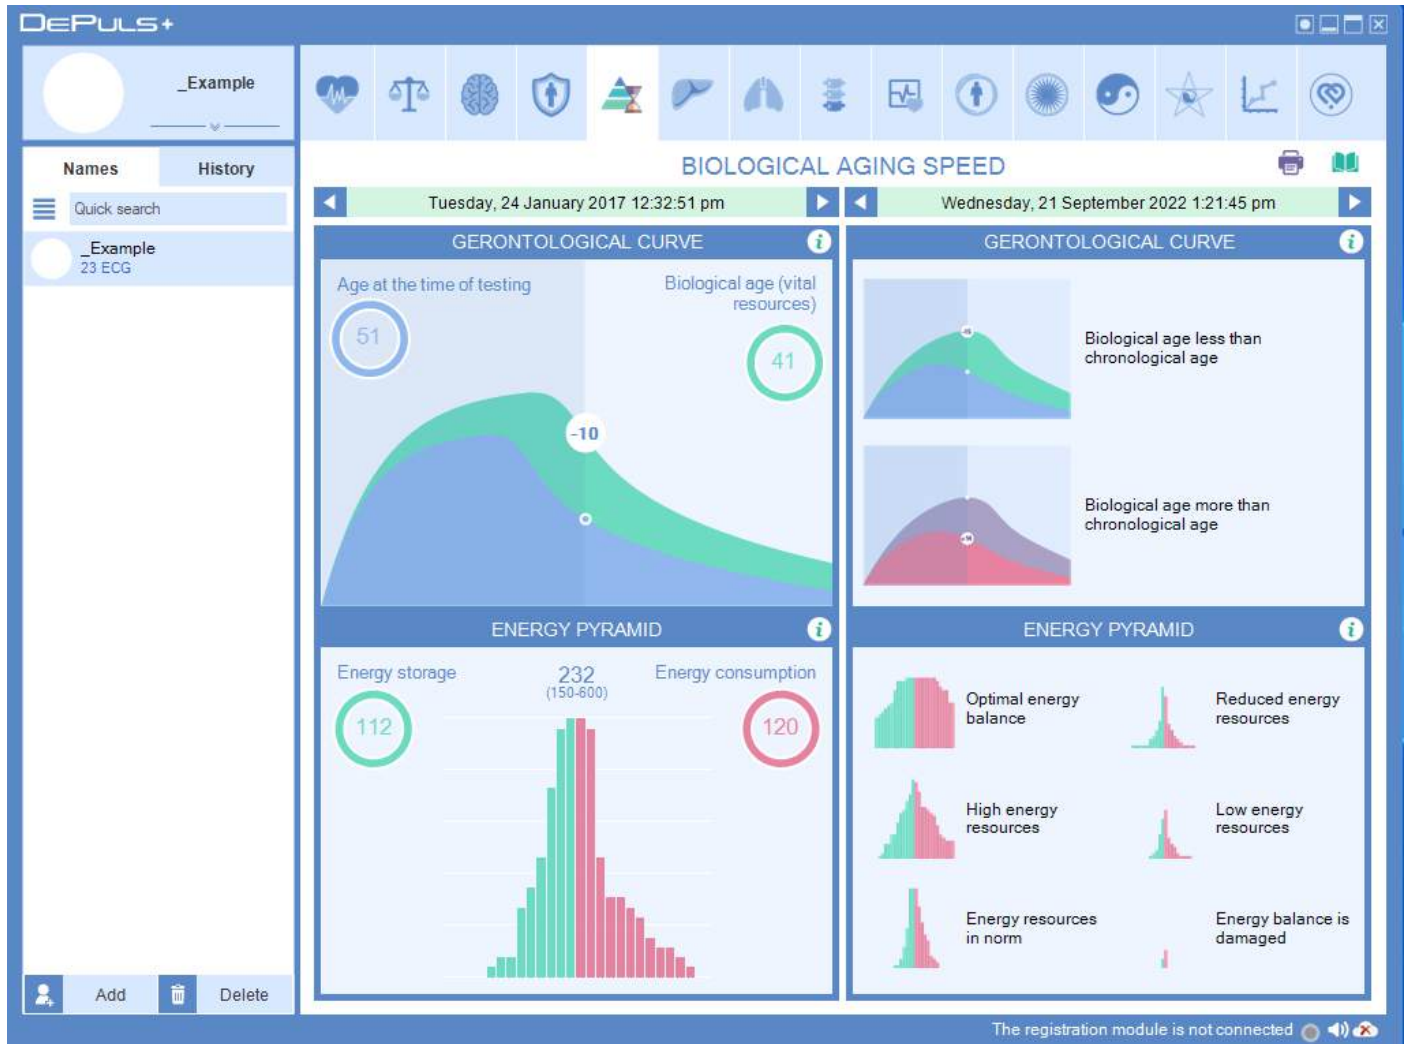 DEPULS+
_Example
Names
History
Quick search
_Example
23 ECG
Add
Delete
BIOLOGICAL AGING SPEED
Tuesday, 24 January 2017 12:32:51 pm
GERONTOLOGICAL CURVE
Age at the time of testing
51
Biological age (vital
resources)
41
-10
ENERGY PYRAMID
Energy storage
112
232
(150-600)
Energy consumption
120
Wednesday, 21 September 2022 1:21:45 pm
GERONTOLOGICAL CURVE
Biological age less than
chronological age
Biological age more than
chronological age
ENERGY PYRAMID
Optimal energy
balance
Reduced energy
resources
High energy
resources
Low energy
resources
Energy resources
in norm
Energy balance is
damaged
The registration module is not connected